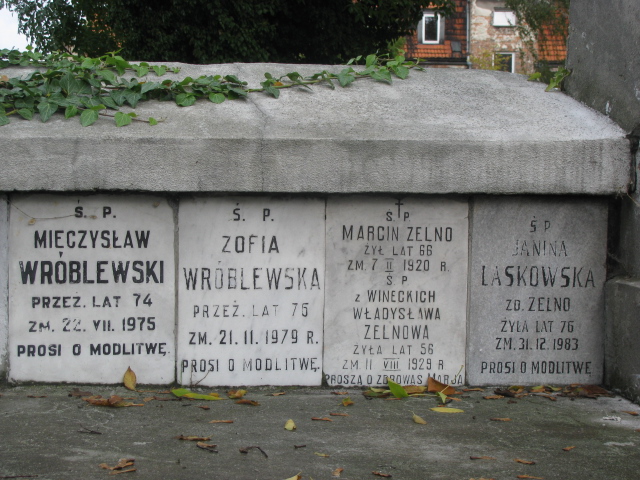 Ś. P.
MIECZYSŁAW
WRÓBLEWSKI
PRZEŻ. LAT 74
ZM. 22. VII. 1975
PROSI O MODLITWĘ.
Ś. P.
ZOFIA
WRÓBLEWSKA
PRZEŻ. LAT 75
ZM. 21. 11. 1979 R.
PROSI O MODLITWĘ.
Ś P
MARCIN ZELNO
ŻYŁ LAT 66
ZM. 7 II 1920 R.
Ś P
z WINECKICH
WŁADYSŁAWA
ZELNOWA
ŻYŁA LAT 56
ZM. 11 VIII 1929 R
PROSZĄ O ZDROWAŚ MARJA
Ś P
JANINA
ŁASKOWSKA
ZD. ZELNO
ŻYŁA LAT 76
ZM. 31. 12. 1983
PROSI O MODLITWĘ